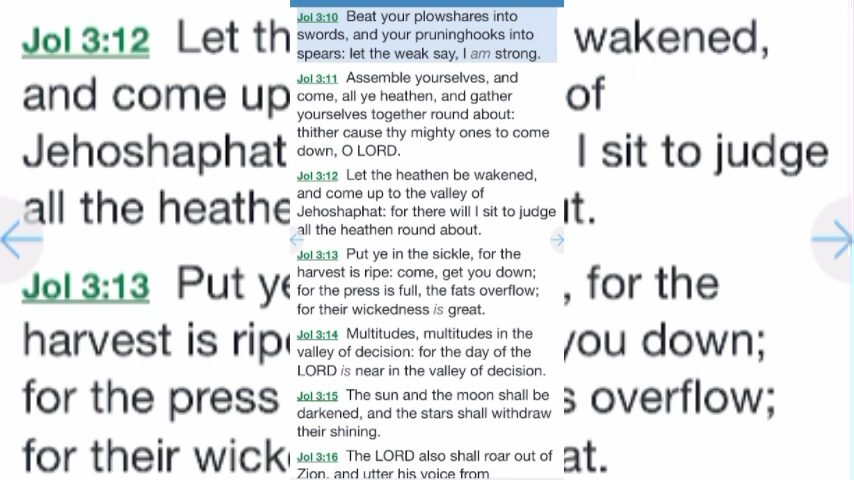 Jol 3:10 Beat your plowshares into
swords, and your pruninghooks into
spears: let the weak say, I am strong.
Jol 3:11 Assemble yourselves, and
come, all ye heathen, and gather
yourselves together round about:
thither cause thy mighty ones to come
down, O LORD.
Jol 3:12 Let the heathen be wakened,
and come up to the valley of
Jehoshaphat: for there will I sit to judge
all the heathen round about.
Jol 3:13 Put ye in the sickle, for the
harvest is ripe: come, get you down;
for the press is full, the fats overflow;
for their wickedness is great.
Jol 3:14 Multitudes, multitudes in the
valley of decision: for the day of the
LORD is near in the valley of decision.
Jol 3:15 The sun and the moon shall be
darkened, and the stars shall withdraw
their shining.
Jol 3:16 The LORD also shall roar out of
Zion, and utter his voice from
Jol 3:12 Let th wakened,
and come up of
Jehoshaphat I sit to judge
all the heathe t.
Jol 3:13 Put ye , for the
harvest is rip you down;
for the press s overflow;
for their wick at.